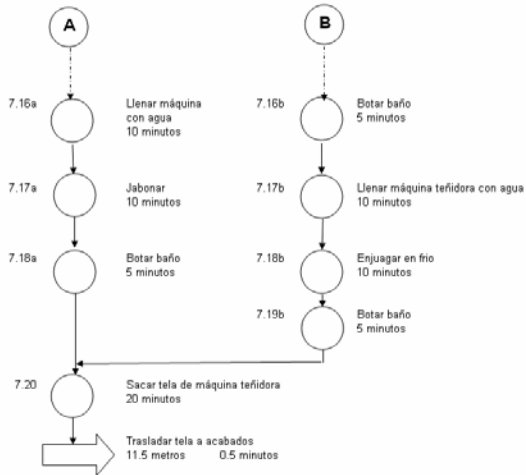 A
B
7.16a
Llenar máquina
con agua
10 minutos
7.16b
Botar baño
5 minutos
7.17a
Jabonar
10 minutos
7.17b
Llenar máquina teñidora con agua
10 minutos
7.18a
Botar baño
5 minutos
7.18b
Enjuagar en frio
10 minutos
7.19b
Botar baño
5 minutos
7.20
Sacar tela de máquina teñidora
20 minutos
Trasladar tela a acabados
11.5 metros 0.5 minutos